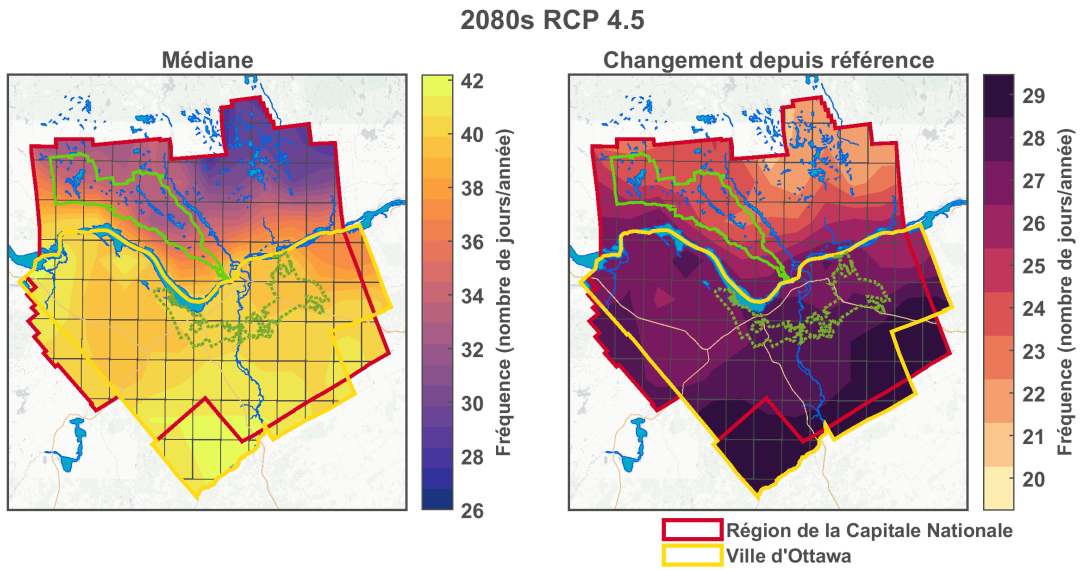 2080s RCP 4.5
Médiane
Changement depuis référence
42
40
38
36
34
32
30
28
26
Fréquence (nombre de jours/année)
29
28
27
26
25
24
23
22
21
20
Fréquence (nombre de jours/année)
Région de la Capitale Nationale
Ville d'Ottawa